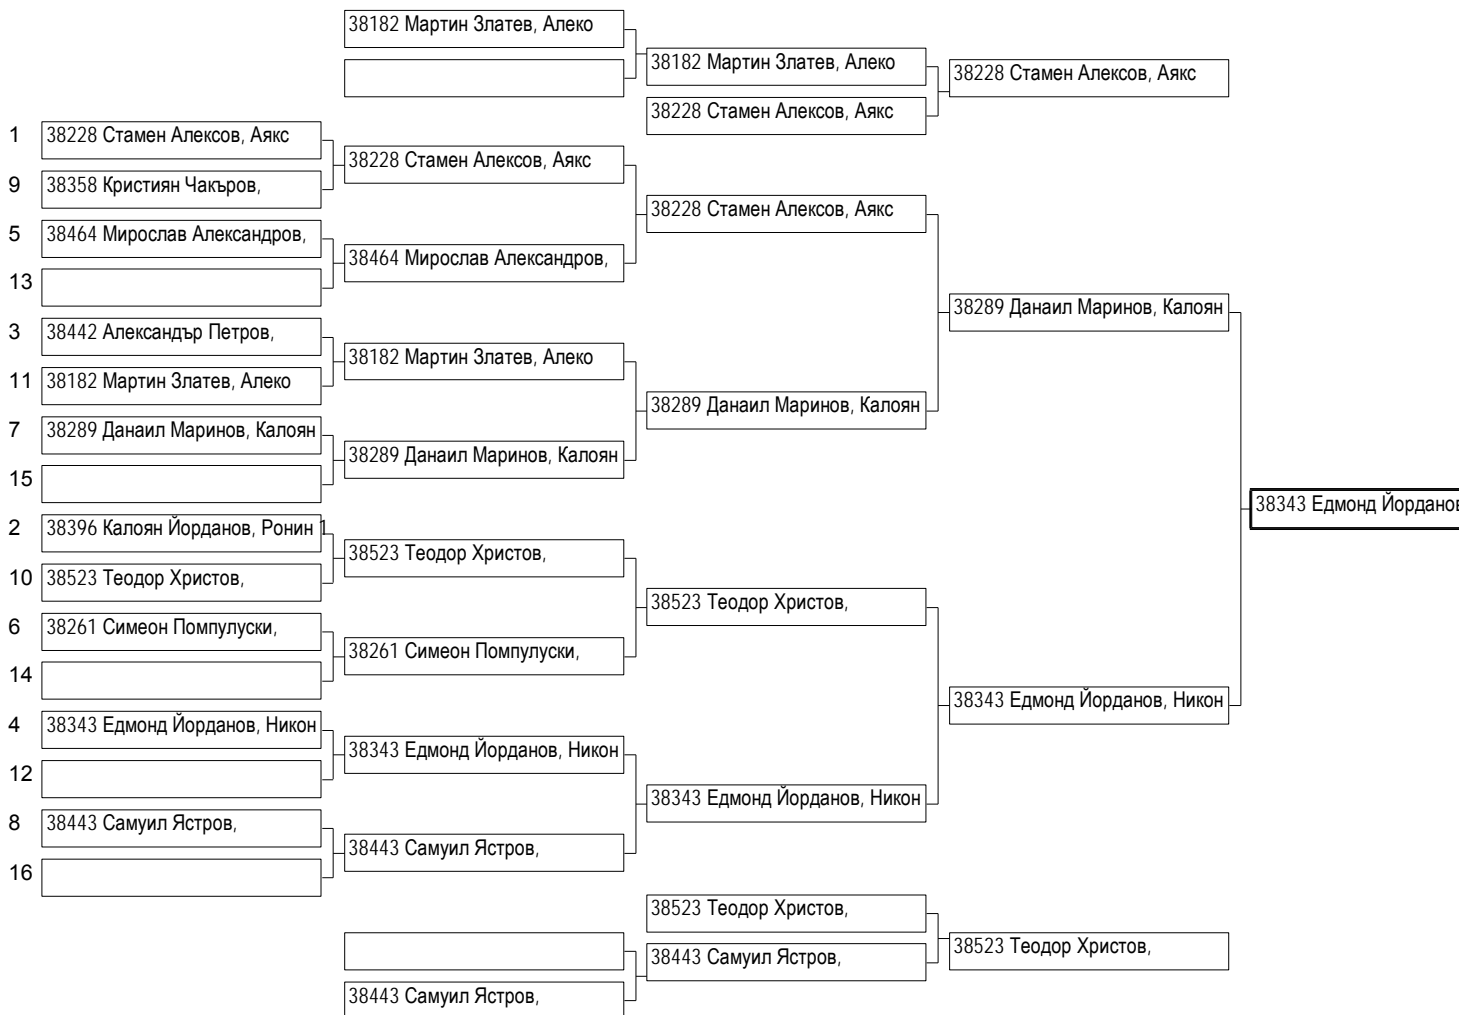 38182 Мартин Златев, Алеко
38182 Мартин Златев, Алеко
38228 Стамен Алексов, Аякс
38228 Стамен Алексов, Аякс
1 38228 Стамен Алексов, Аякс
38228 Стамен Алексов, Аякс
9 38358 Кристиян Чакъров,
38228 Стамен Алексов, Аякс
5 38464 Мирослав Александров,
38464 Мирослав Александров,
13
38289 Данаил Маринов, Калоян
3 38442 Александър Петров,
38182 Мартин Златев, Алеко
11 38182 Мартин Златев, Алеко
38289 Данаил Маринов, Калоян
7 38289 Данаил Маринов, Калоян
38289 Данаил Маринов, Калоян
15
38343 Едмонд Йорданов
2 38396 Калоян Йорданов, Ронин 1
38523 Теодор Христов,
10 38523 Теодор Христов,
38523 Теодор Христов,
6 38261 Симеон Помпулуски,
38261 Симеон Помпулуски,
14
38343 Едмонд Йорданов, Никон
4 38343 Едмонд Йорданов, Никон
38343 Едмонд Йорданов, Никон
12
38343 Едмонд Йорданов, Никон
8 38443 Самуил Ястров,
38443 Самуил Ястров,
16
38523 Теодор Христов,
38443 Самуил Ястров,
38523 Теодор Христов,
38443 Самуил Ястров,